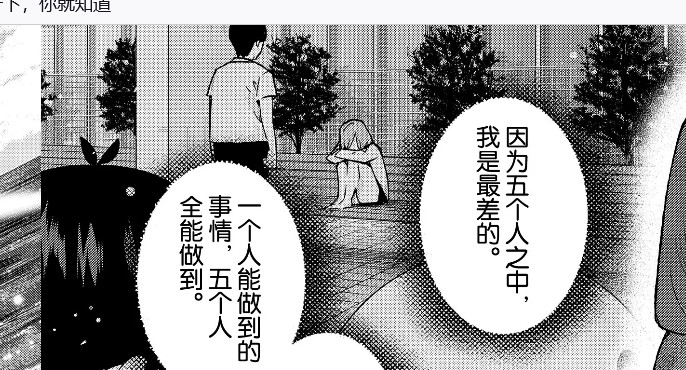 下，你就知道
因为五个人之中，
我是最差的。
一个人能做到的
事情，五个人
全能做到。